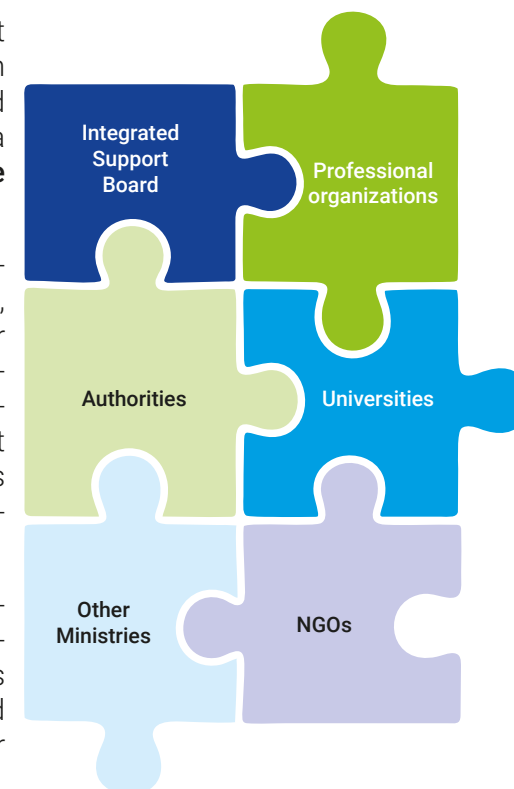 Integrated
Support
Board
Professional
organizations
Authorities
Universities
Other
Ministries
NGOs